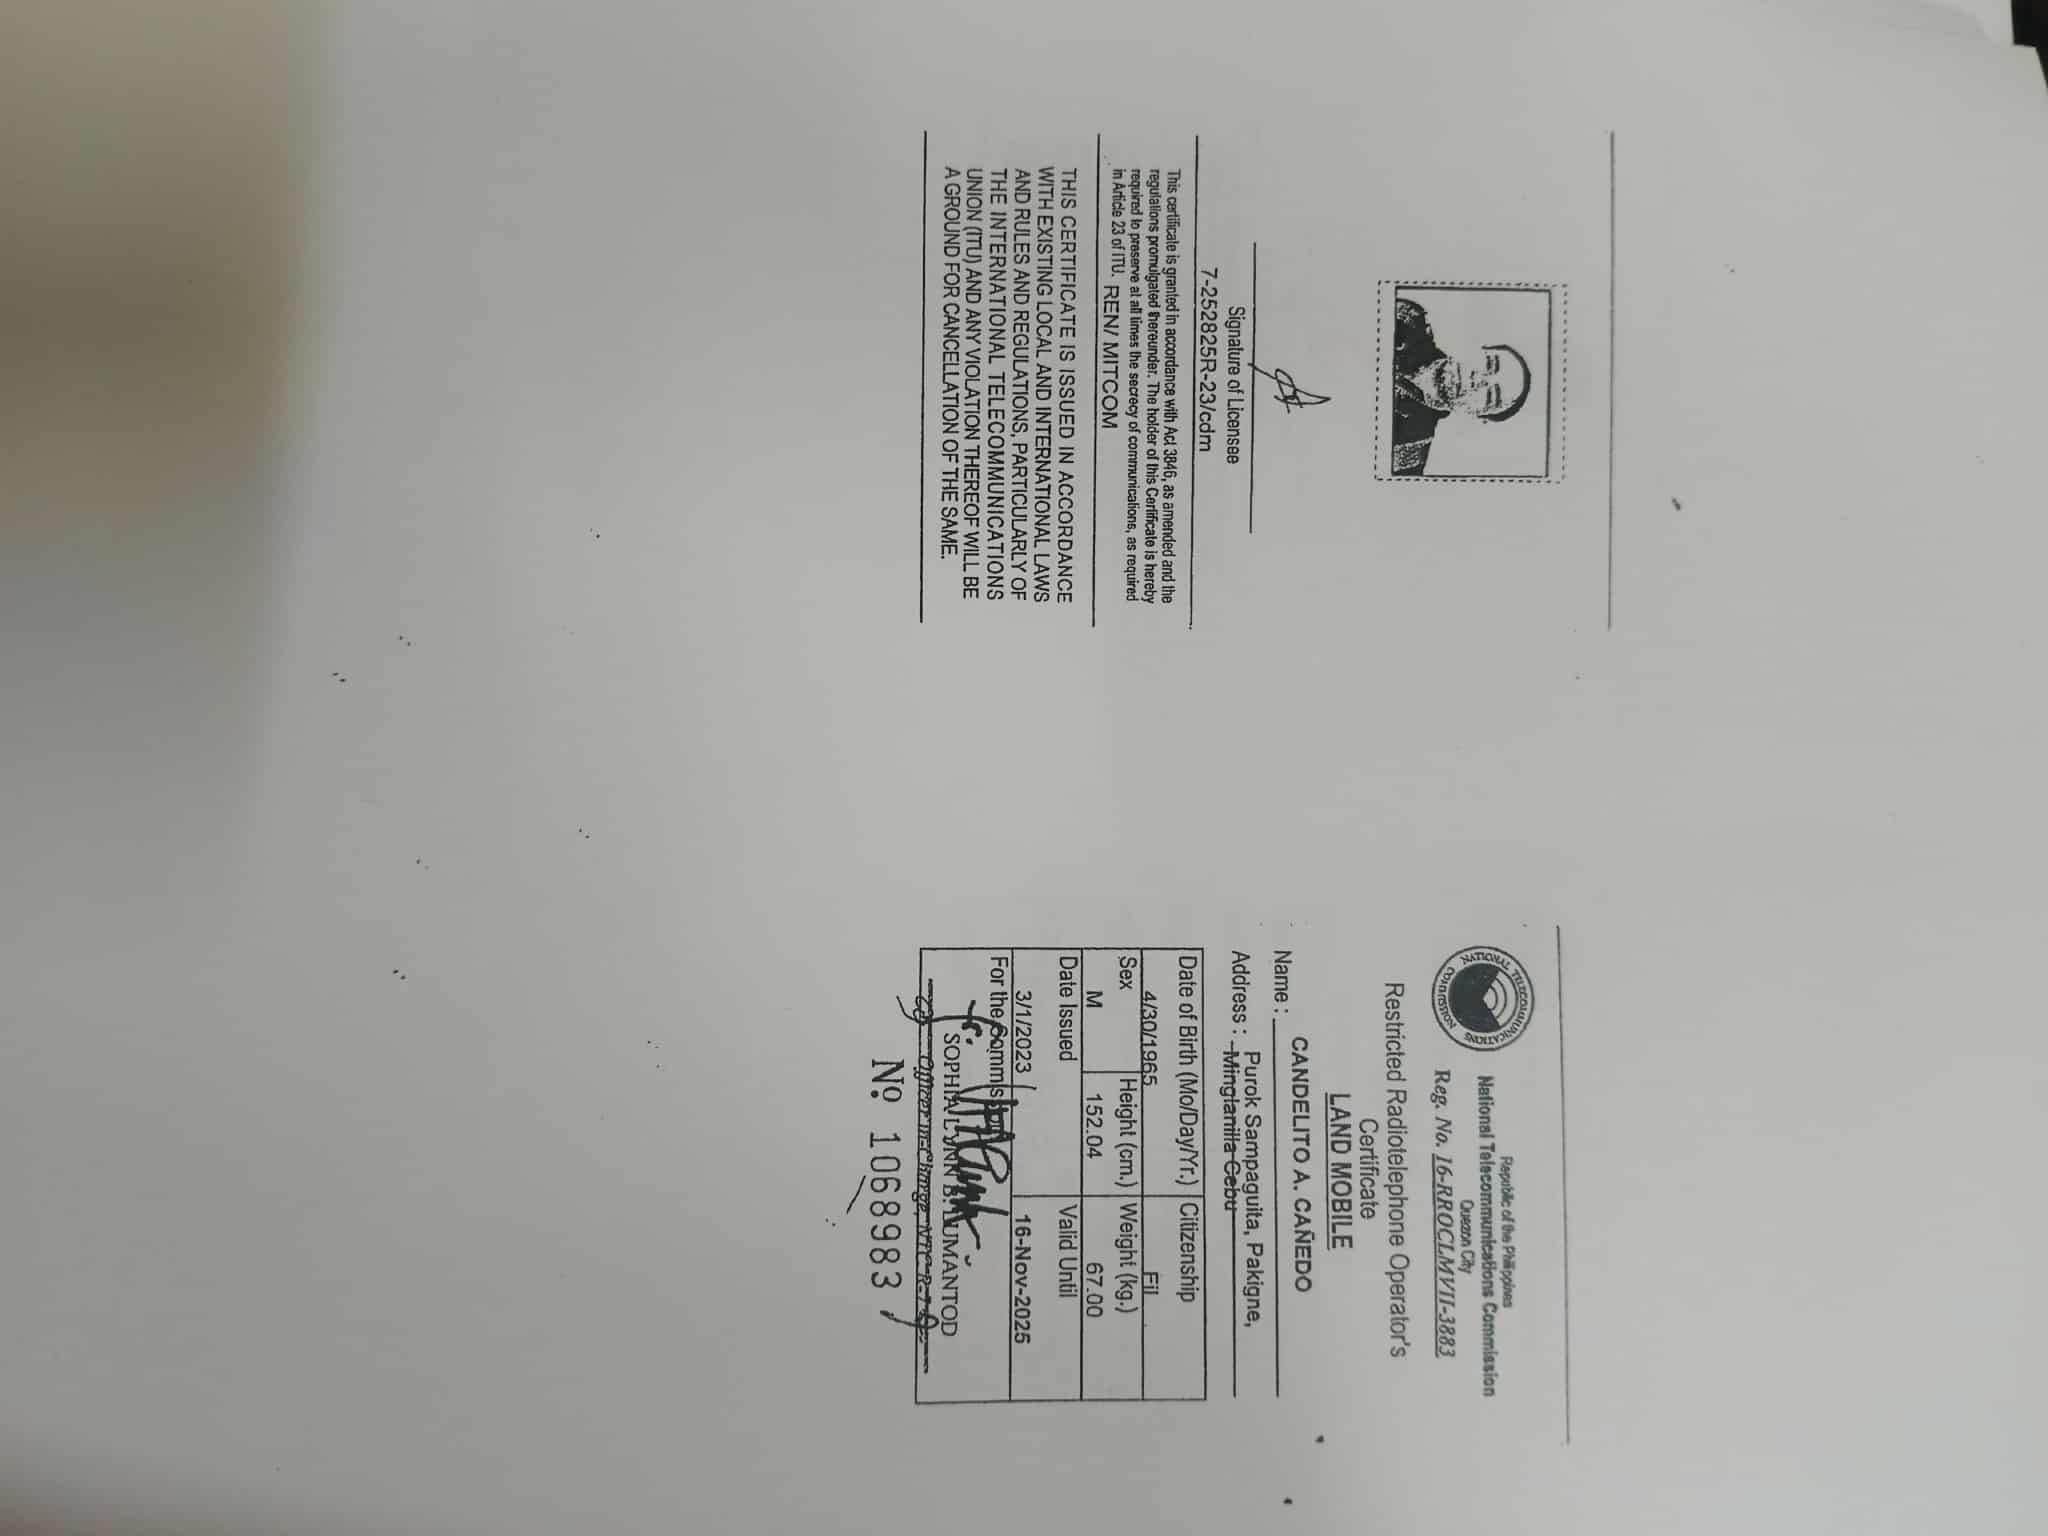 Signature of Licensee
7-252825R-23/cdm
This certificate is granted in accordance with Act 3846, as amended and the
regulations promulgated thereunder. The holder of this Certificate is hereby
required to preserve at all times the secrecy of communications, as required
in Article 23 of ITU. REN/ MITCOM
THIS CERTIFICATE IS ISSUED IN ACCORDANCE
WITH EXISTING LOCAL AND INTERNATIONAL LAWS
AND RULES AND REGULATIONS, PARTICULARLY OF
THE INTERNATIONAL TELECOMMUNICATIONS
UNION (ITU) AND ANY VIOLATION THEREOF WILL BE
A GROUND FOR CANCELLATION OF THE SAME.
NATIONAL TELECOMMUNICATIONS COMMISSION
Republic of the Philippines
National Telecommunications Commission
Quezon City
Reg. No. 16-RROCLMVII-3883
Restricted Radiotelephone Operator's
Certificate
LAND MOBILE
Name : CANDELITO A. CAÑEDO
Address : Purok Sampaguita, Pakigne,
Minglanilla Cebu
Date of Birth (Mo/Day/Yr.) Citizenship
4/30/1965 Fil
Sex Height (cm.) Weight (kg.)
M 152.04 67.00
Date Issued Valid Until
3/1/2023 16-Nov-2025
For the Commission
fr.
SOPHIA LYNN B. LUMANTOD
Officer in-Charge, NTC R-7
Nº 1068983